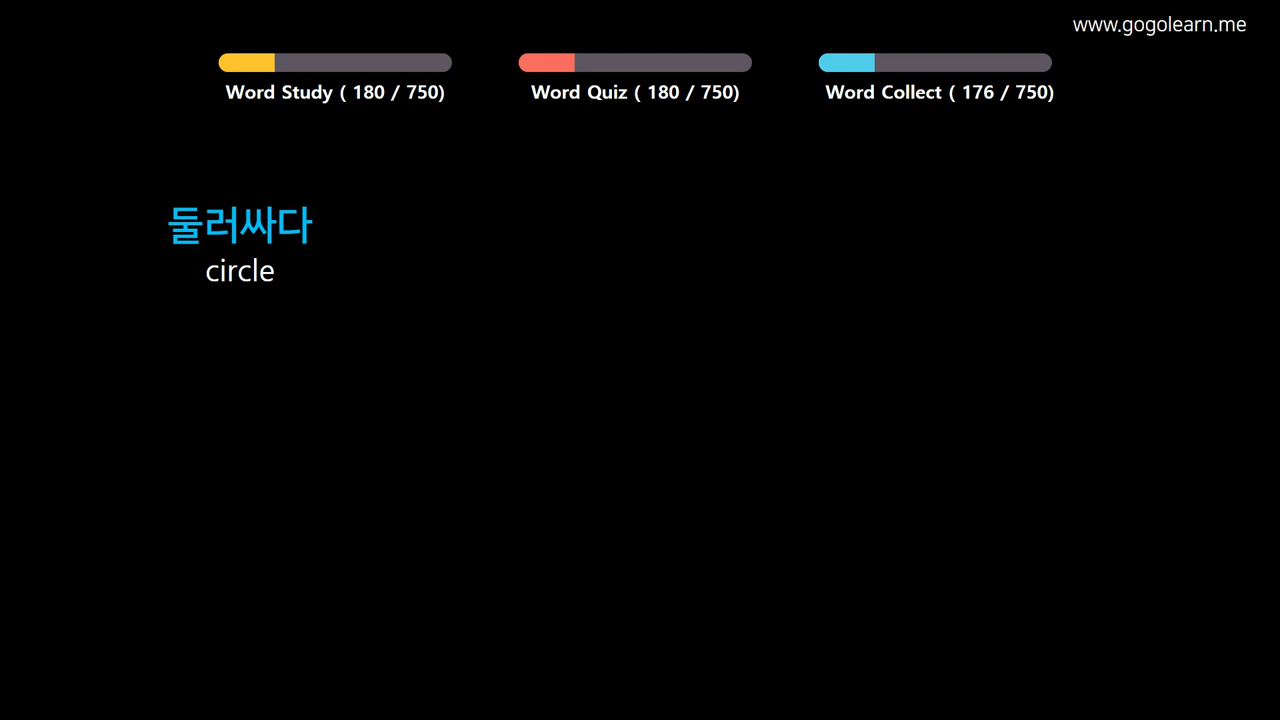 www.gogolearn.me
Word Study ( 180 / 750)
Word Quiz ( 180 / 750)
Word Collect ( 176 / 750)
둘러싸다
circle